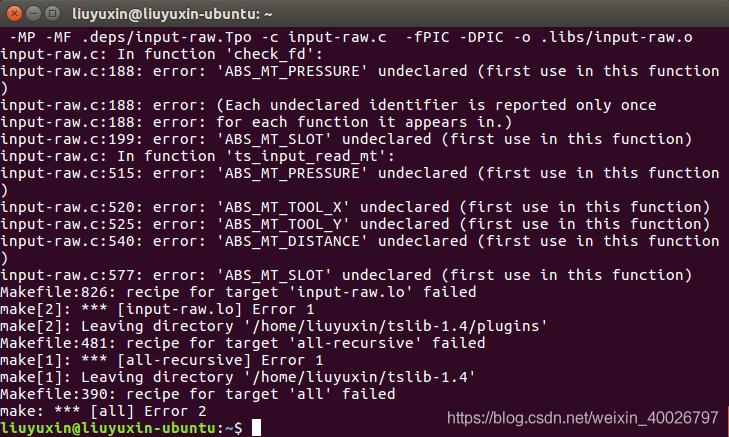 liuyuxin@liuyuxin-ubuntu: ~
-MP -MF .deps/input-raw.Tpo -c input-raw.c  -fPIC -DPIC -o .libs/input-raw.o
input-raw.c: In function 'check_fd':
input-raw.c:188: error: 'ABS_MT_PRESSURE' undeclared (first use in this function
)
input-raw.c:188: error: (Each undeclared identifier is reported only once
input-raw.c:188: error: for each function it appears in.)
input-raw.c:199: error: 'ABS_MT_SLOT' undeclared (first use in this function)
input-raw.c: In function 'ts_input_read_mt':
input-raw.c:515: error: 'ABS_MT_PRESSURE' undeclared (first use in this function
)
input-raw.c:520: error: 'ABS_MT_TOOL_X' undeclared (first use in this function)
input-raw.c:525: error: 'ABS_MT_TOOL_Y' undeclared (first use in this function)
input-raw.c:540: error: 'ABS_MT_DISTANCE' undeclared (first use in this function
)
input-raw.c:577: error: 'ABS_MT_SLOT' undeclared (first use in this function)
Makefile:826: recipe for target 'input-raw.lo' failed
make[2]: *** [input-raw.lo] Error 1
make[2]: Leaving directory '/home/liuyuxin/tslib-1.4/plugins'
Makefile:481: recipe for target 'all-recursive' failed
make[1]: *** [all-recursive] Error 1
make[1]: Leaving directory '/home/liuyuxin/tslib-1.4'
Makefile:390: recipe for target 'all' failed
make: *** [all] Error 2
liuyuxin@liuyuxin-ubuntu:~$
https://blog.csdn.net/weixin_40026797